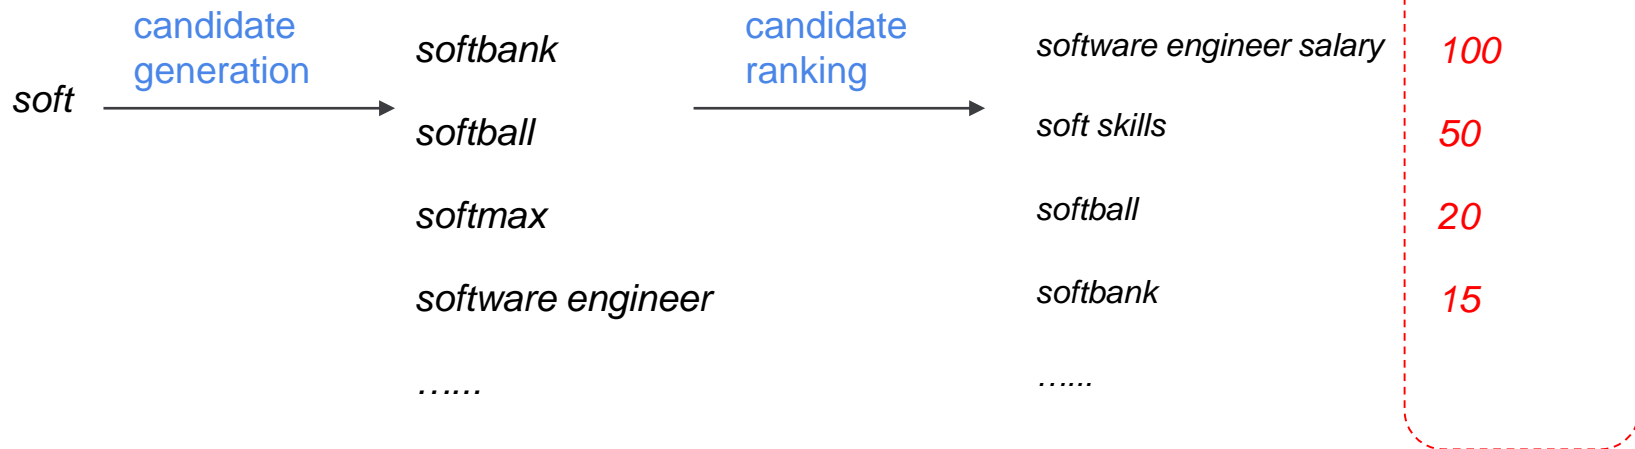 soft
candidate
generation
softbank
softball
softmax
software engineer
…...
candidate
ranking
software engineer salary 100
soft skills 50
softball 20
softbank 15
…...